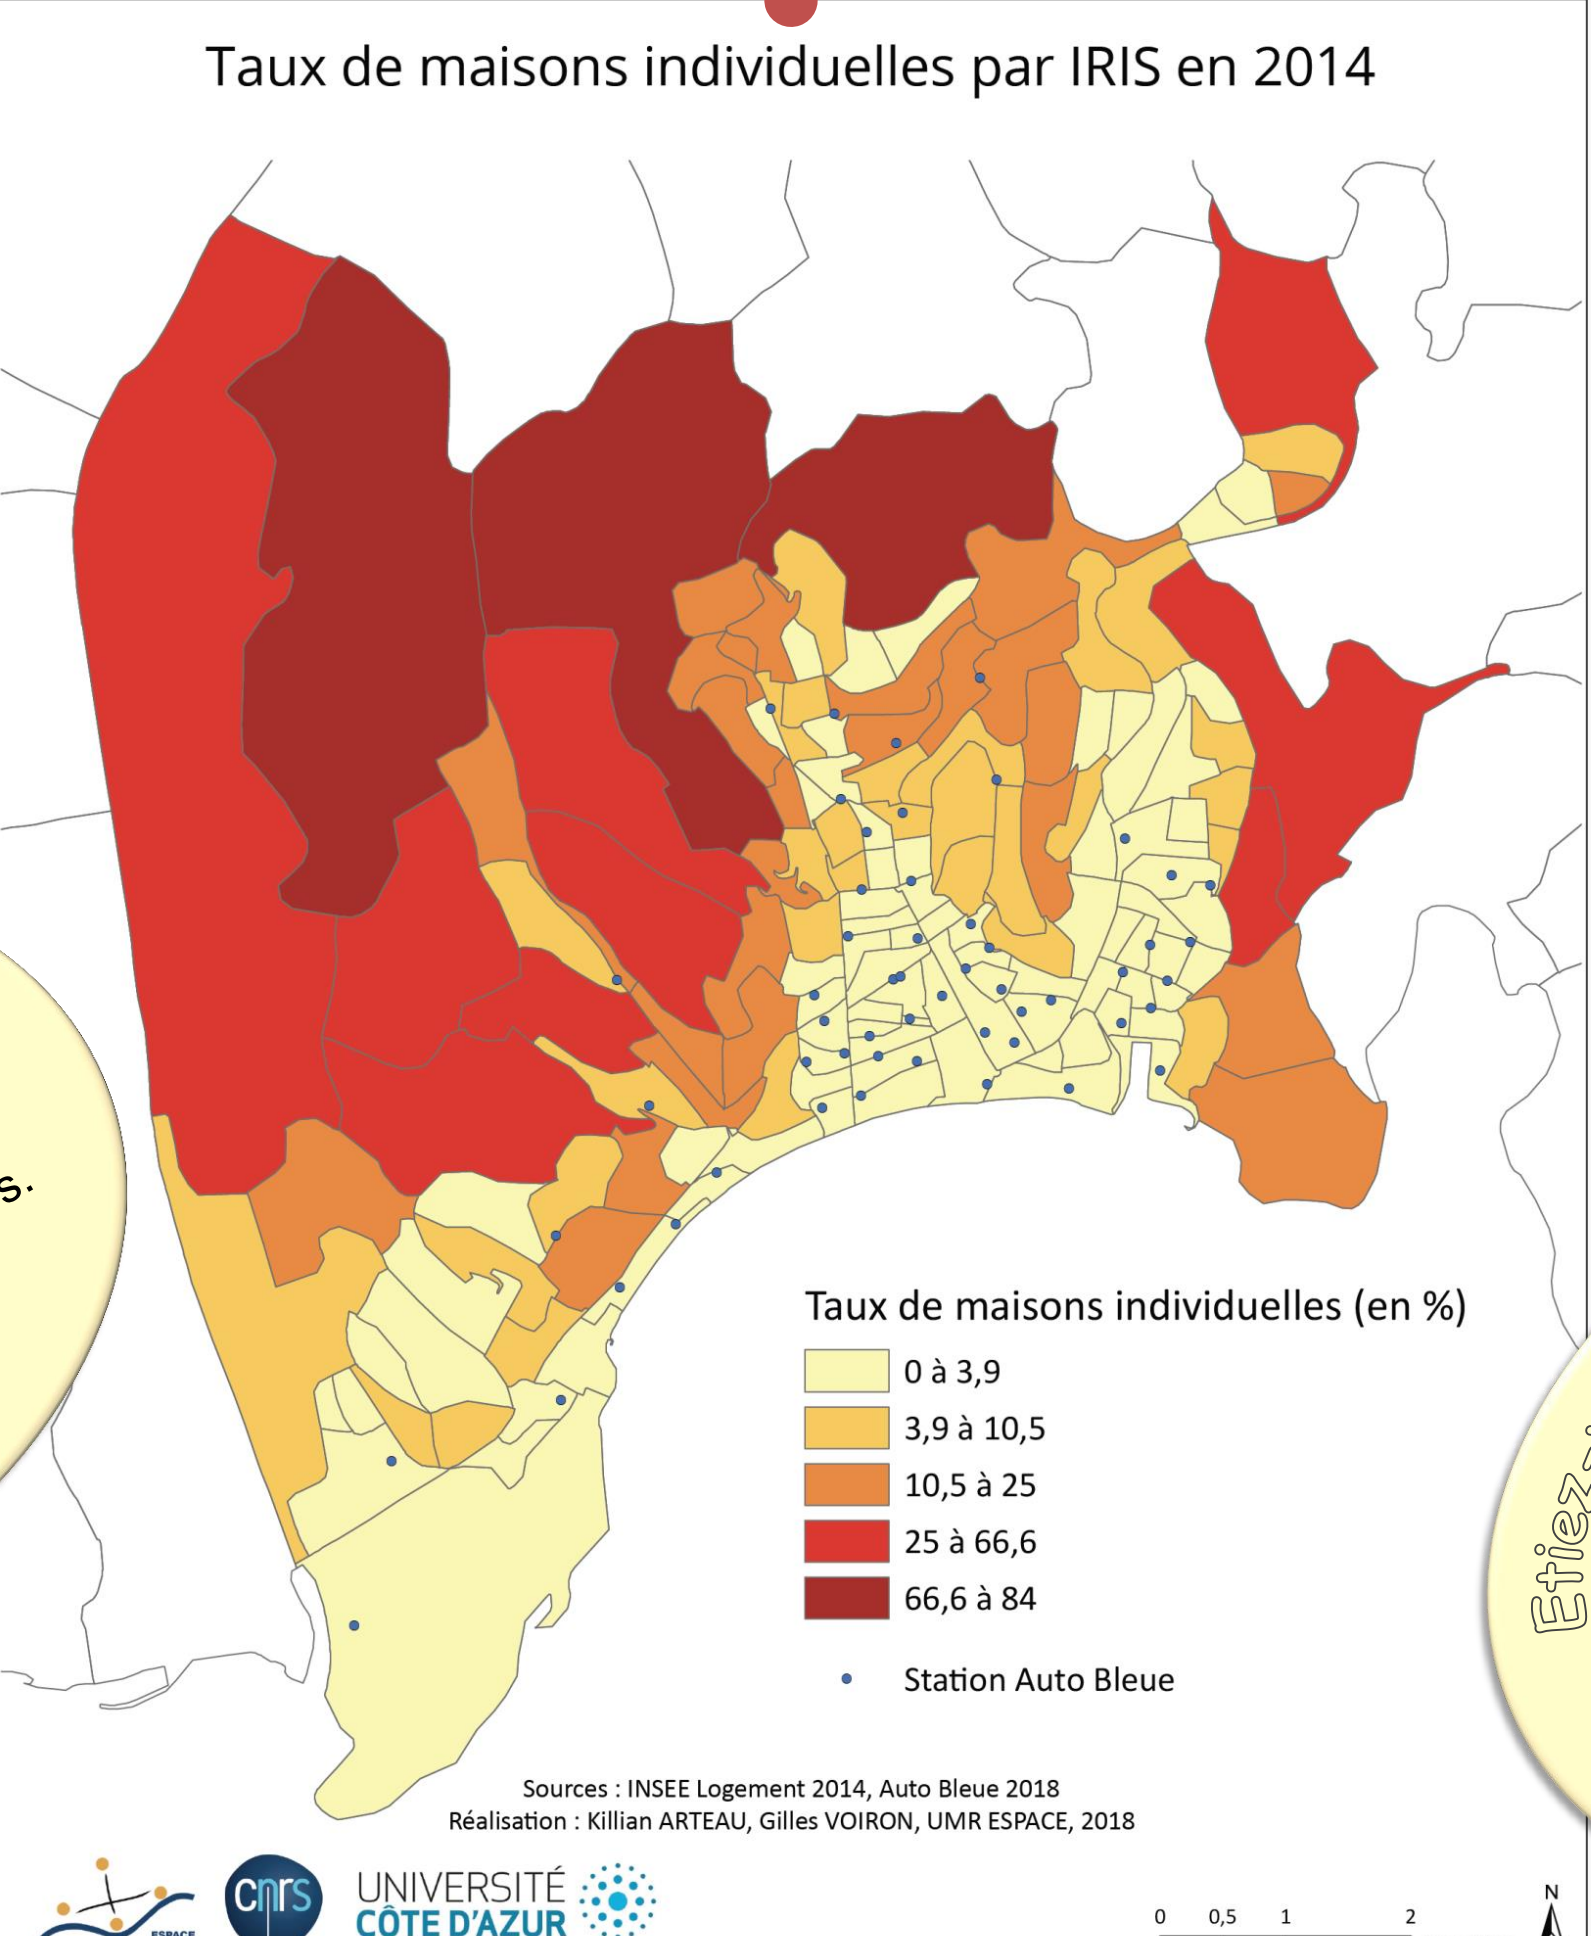 Taux de maisons individuelles par IRIS en 2014
s.
Taux de maisons individuelles (en %)
0 à 3,9
3,9 à 10,5
10,5 à 25
25 à 66,6
66,6 à 84
Station Auto Bleue
Etiez-
Sources : INSEE Logement 2014, Auto Bleue 2018
Réalisation : Killian ARTEAU, Gilles VOIRON, UMR ESPACE, 2018
ESPACE
cnrs
UNIVERSITÉ
CÔTE D'AZUR
0 0,5 1 2
N